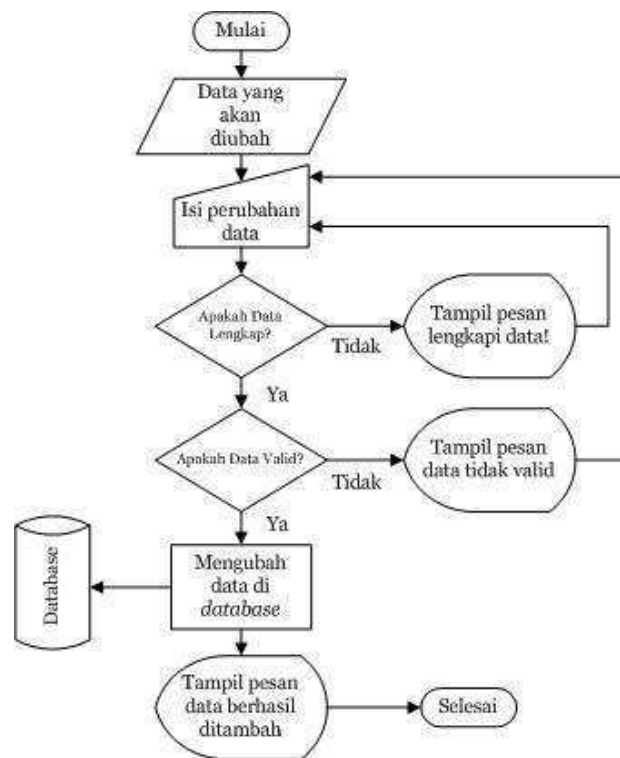 Mulai
Data yang
akan
diubah
Isi perubahan
data
Apakah Data
Lengkap?
Tidak
Tampil pesan
lengkapi data!
Ya
Apakah Data Valid?
Tidak
Tampil pesan
data tidak valid
Ya
Database
Mengubah
data di
database
Tampil pesan
data berhasil
ditambah
Selesai